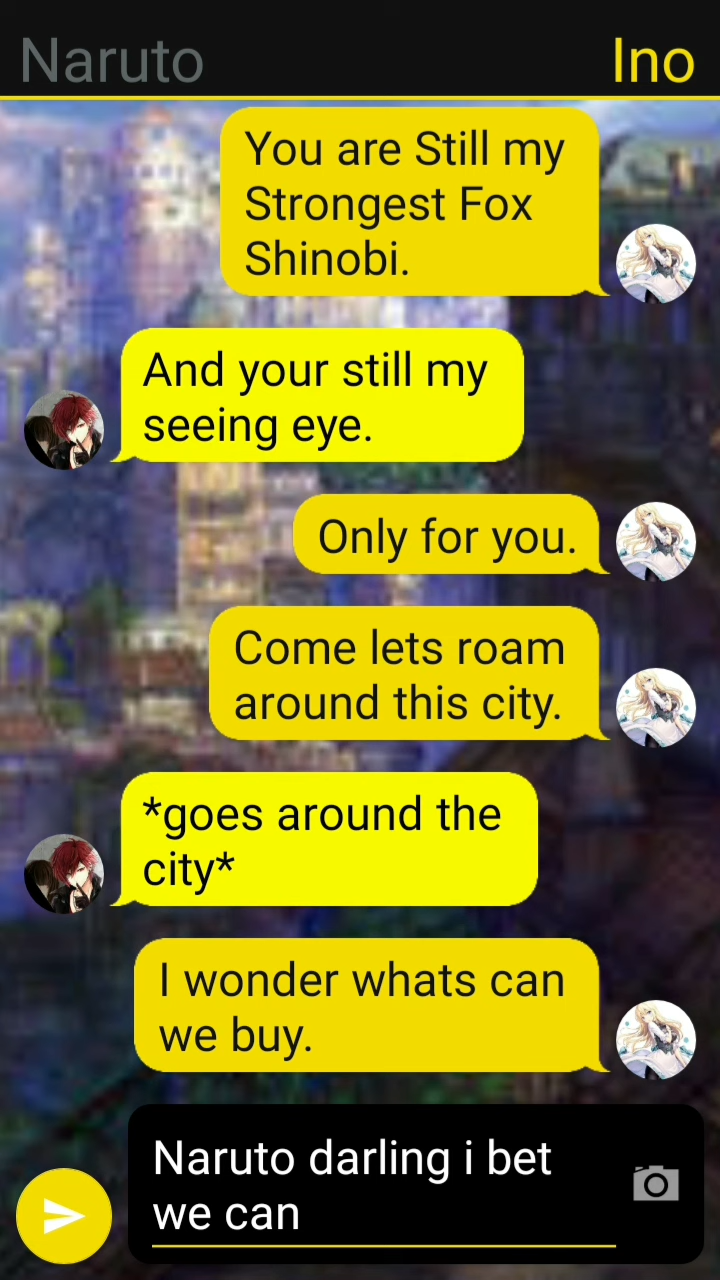 Naruto
Ino
You are Still my
Strongest Fox
Shinobi.
And your still my
seeing eye.
Only for you.
Come lets roam
around this city.
*goes around the
city*
I wonder whats can
we buy.
Naruto darling i bet
we can